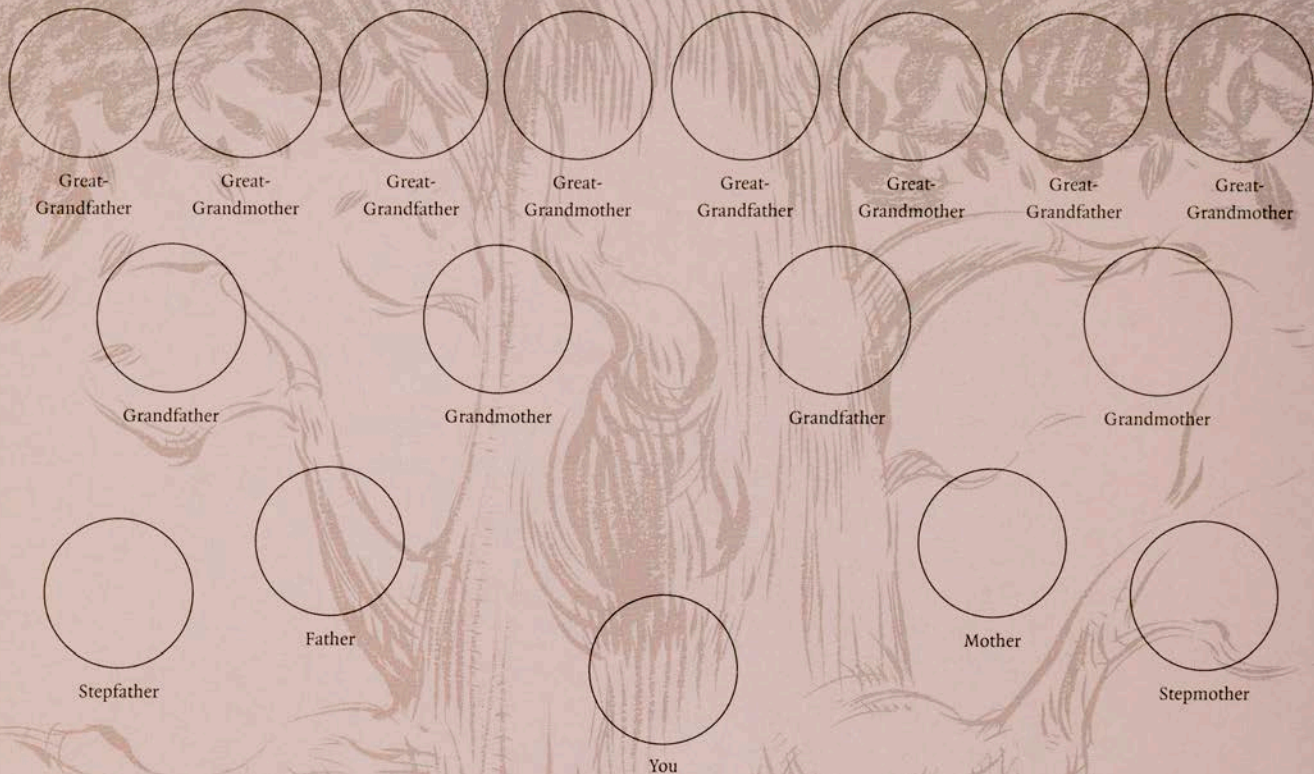 Great-
Grandfather
Great-
Grandmother
Great-
Grandfather
Great-
Grandmother
Great-
Grandfather
Great-
Grandmother
Great-
Grandfather
Great-
Grandmother
Grandfather
Grandmother
Grandfather
Grandmother
Father
Mother
Stepfather
Stepmother
You